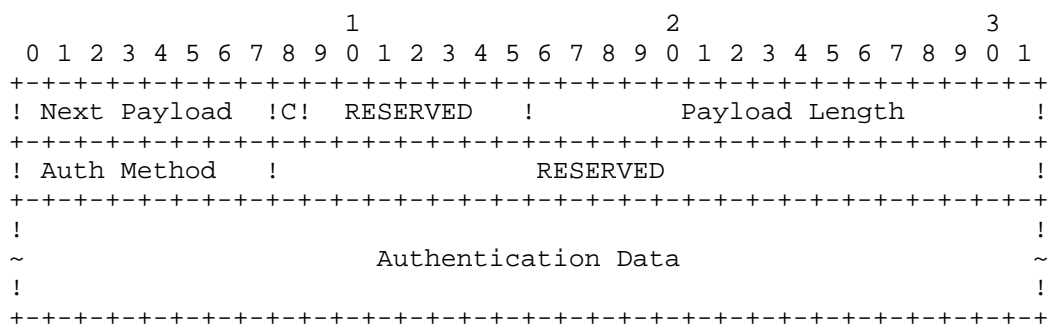 1                   2                   3
 0 1 2 3 4 5 6 7 8 9 0 1 2 3 4 5 6 7 8 9 0 1 2 3 4 5 6 7 8 9 0 1
+-+-+-+-+-+-+-+-+-+-+-+-+-+-+-+-+-+-+-+-+-+-+-+-+-+-+-+-+-+-+-+-+
! Next Payload  !C!  RESERVED   !         Payload Length        !
+-+-+-+-+-+-+-+-+-+-+-+-+-+-+-+-+-+-+-+-+-+-+-+-+-+-+-+-+-+-+-+-+
! Auth Method   !                RESERVED                       !
+-+-+-+-+-+-+-+-+-+-+-+-+-+-+-+-+-+-+-+-+-+-+-+-+-+-+-+-+-+-+-+-+
!                                                               !
~                      Authentication Data                      ~
!                                                               !
+-+-+-+-+-+-+-+-+-+-+-+-+-+-+-+-+-+-+-+-+-+-+-+-+-+-+-+-+-+-+-+-+